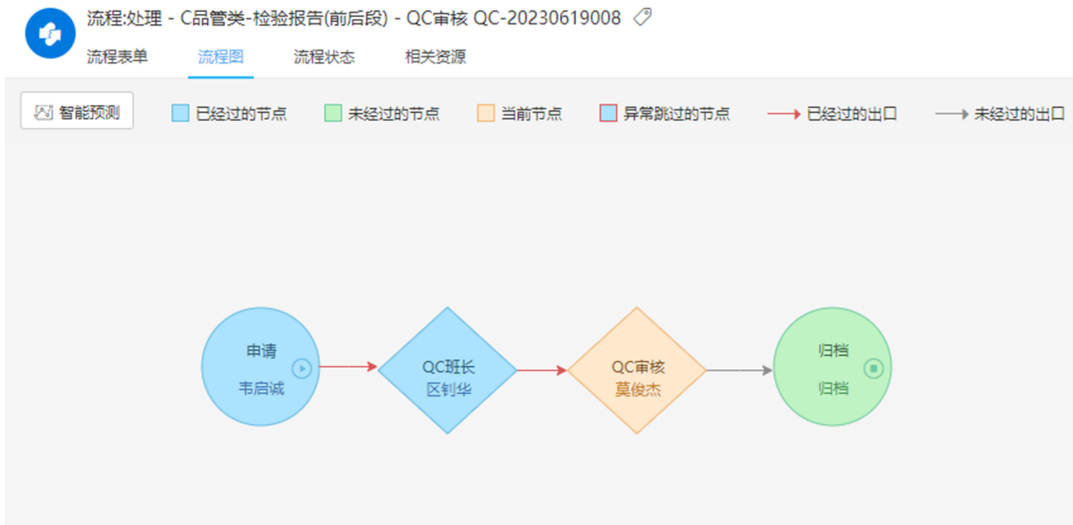 流程:处理 - C品管类-检验报告(前后段) - QC审核 QC-20230619008
流程表单 流程图 流程状态 相关资源
智能预测 已经过的节点 未经过的节点 当前节点 异常跳过的节点 已经过的出口 未经过的出口
申请
韦启诚
QC班长
区钊华
QC审核
莫俊杰
归档
归档